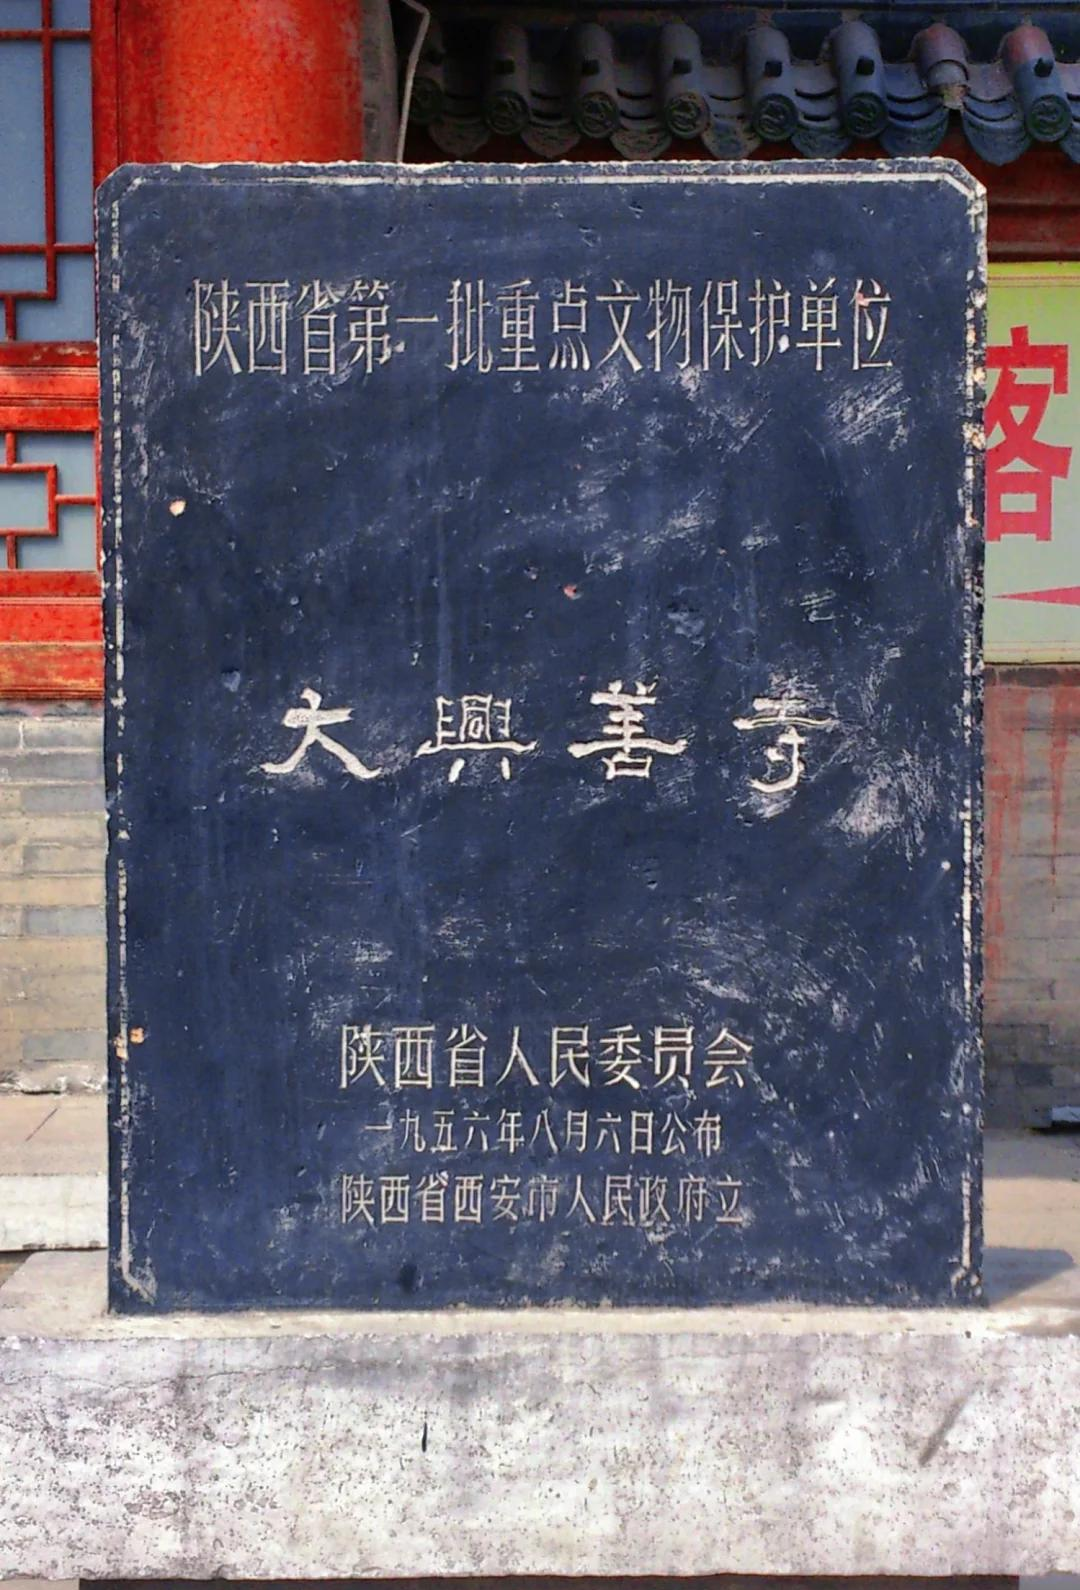 陕西省第一批重点文物保护单位
大興善寺
陕西省人民委员会
一九五六年八月六日公布
陕西省西安市人民政府立
客